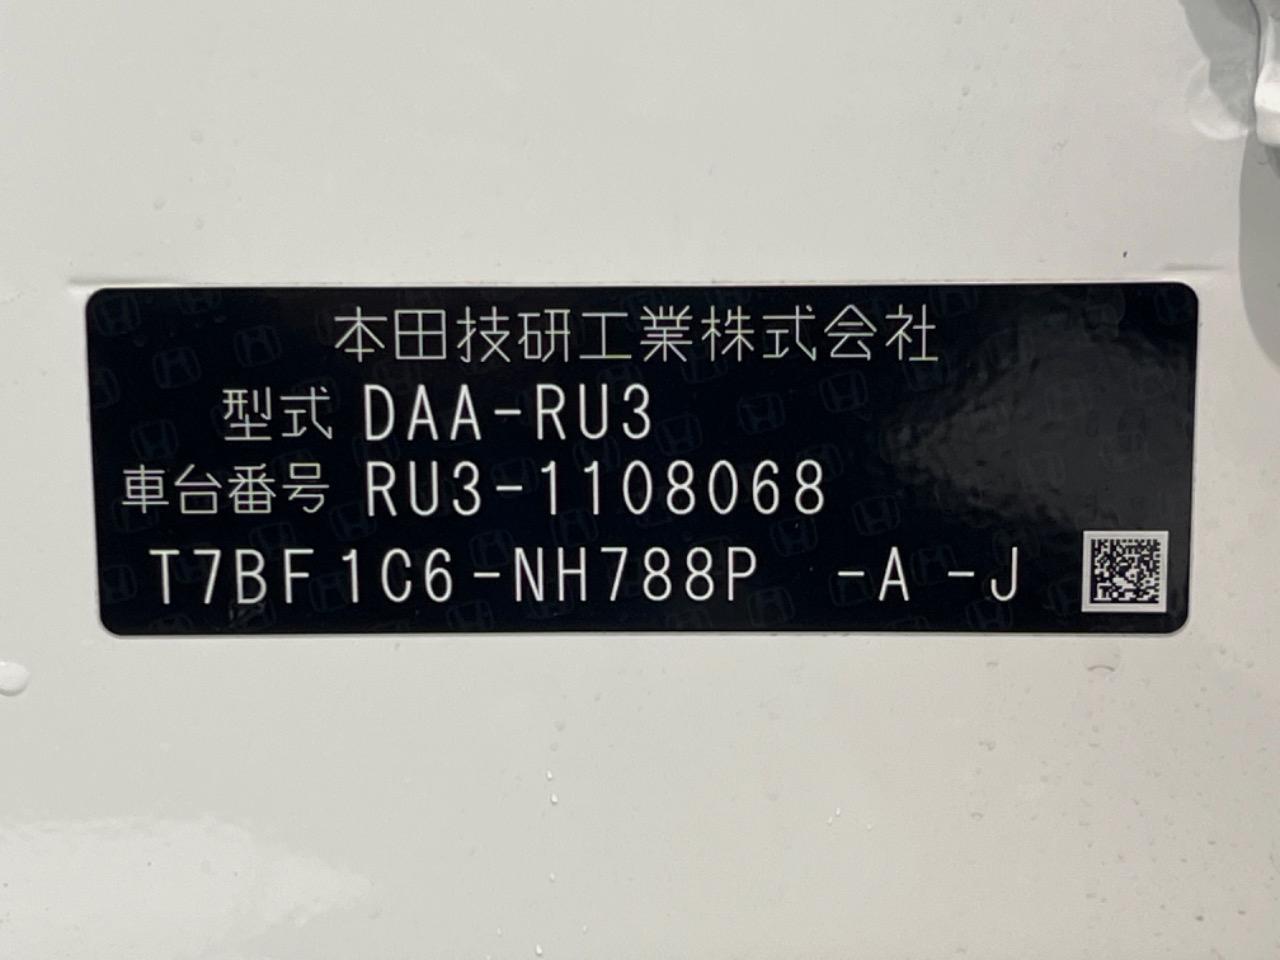 本田技研工業株式会社
型式 DAA-RU3
車台番号 RU3-1108068
T7BF1C6-NH788P -A -J